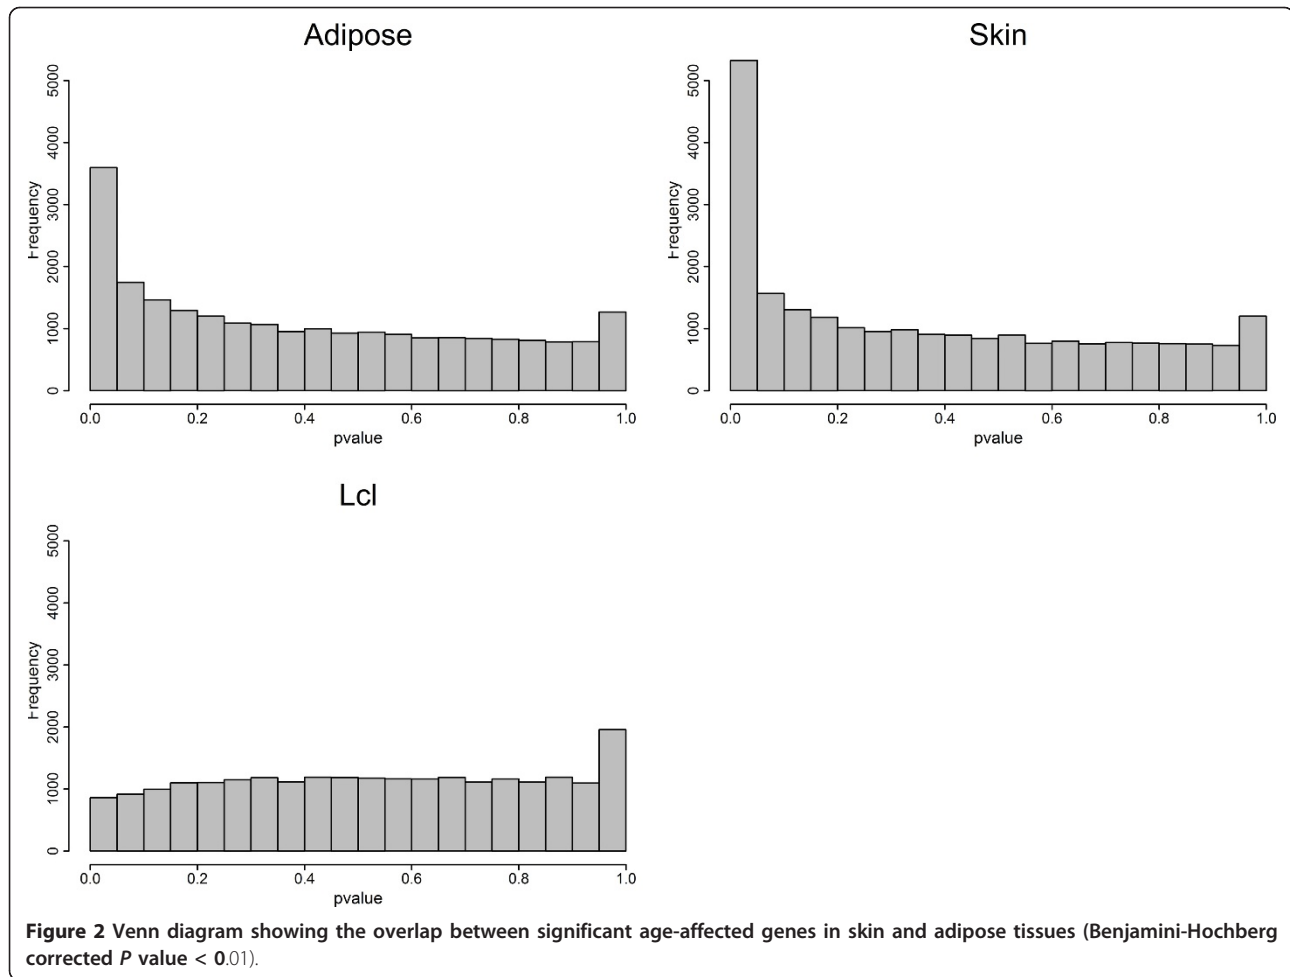 Adipose
5000
4000
3000
2000
1000
0
Frequency
0.0 0.2 0.4 0.6 0.8 1.0
pvalue
Skin
5000
4000
3000
2000
1000
0
Frequency
0.0 0.2 0.4 0.6 0.8 1.0
pvalue
Lcl
5000
4000
3000
2000
1000
0
Frequency
0.0 0.2 0.4 0.6 0.8 1.0
pvalue
Figure 2 Venn diagram showing the overlap between significant age-affected genes in skin and adipose tissues (Benjamini-Hochberg
corrected P value < 0.01).